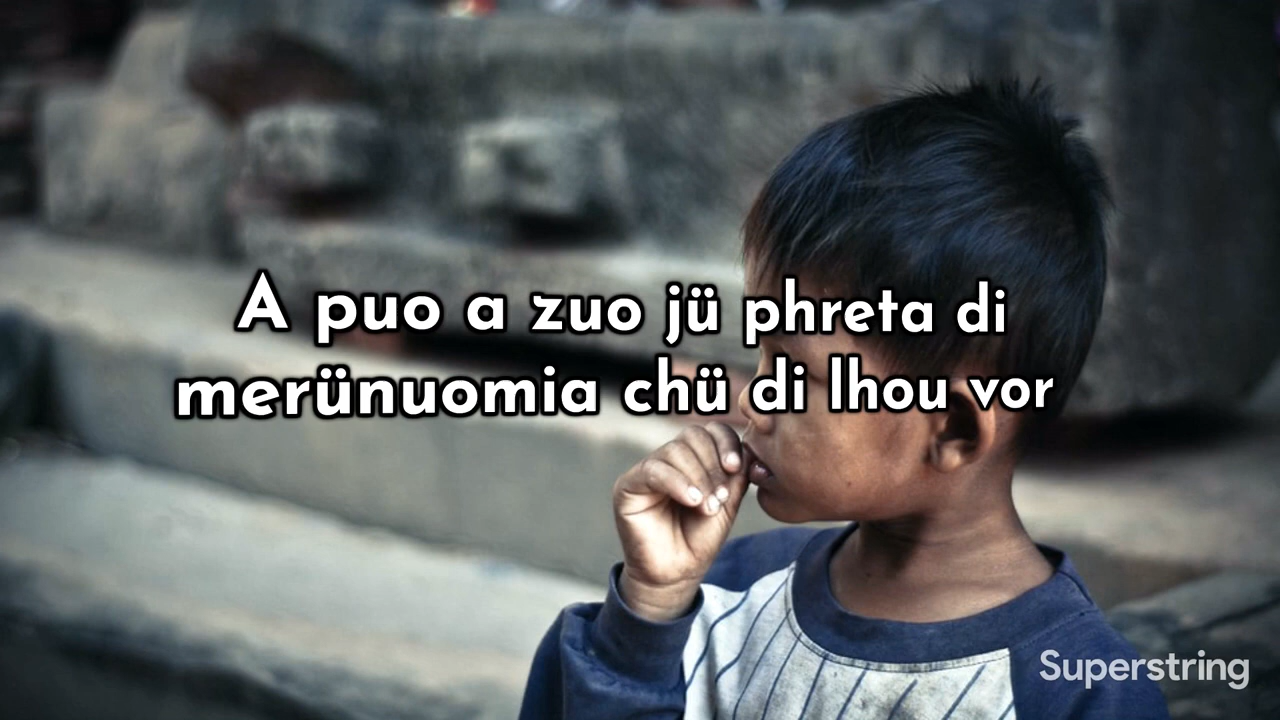 A puo a zuo jü phreta di
merünuomia chü di lhou vor
Superstring